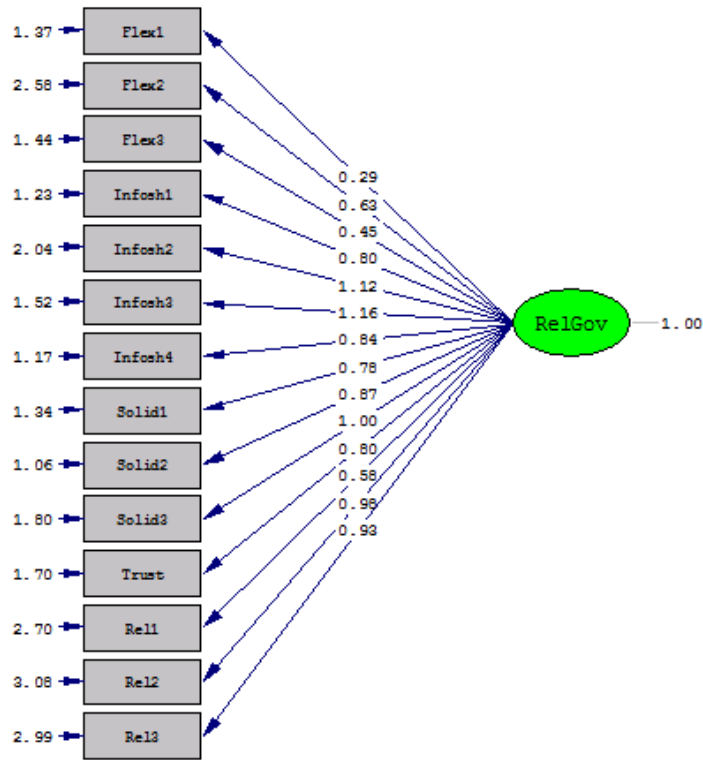 1.37 Flex1
2.58 Flex2
1.44 Flex3
1.23 Infosh1
2.04 Infosh2
1.52 Infosh3
1.17 Infosh4
1.34 Solid1
1.06 Solid2
1.80 Solid3
1.70 Trust
2.70 Rel1
3.08 Rel2
2.99 Rel3
0.29
0.63
0.45
0.80
1.12
1.16
0.84
0.78
0.87
1.00
0.80
0.58
0.98
0.93
RelGov 1.00